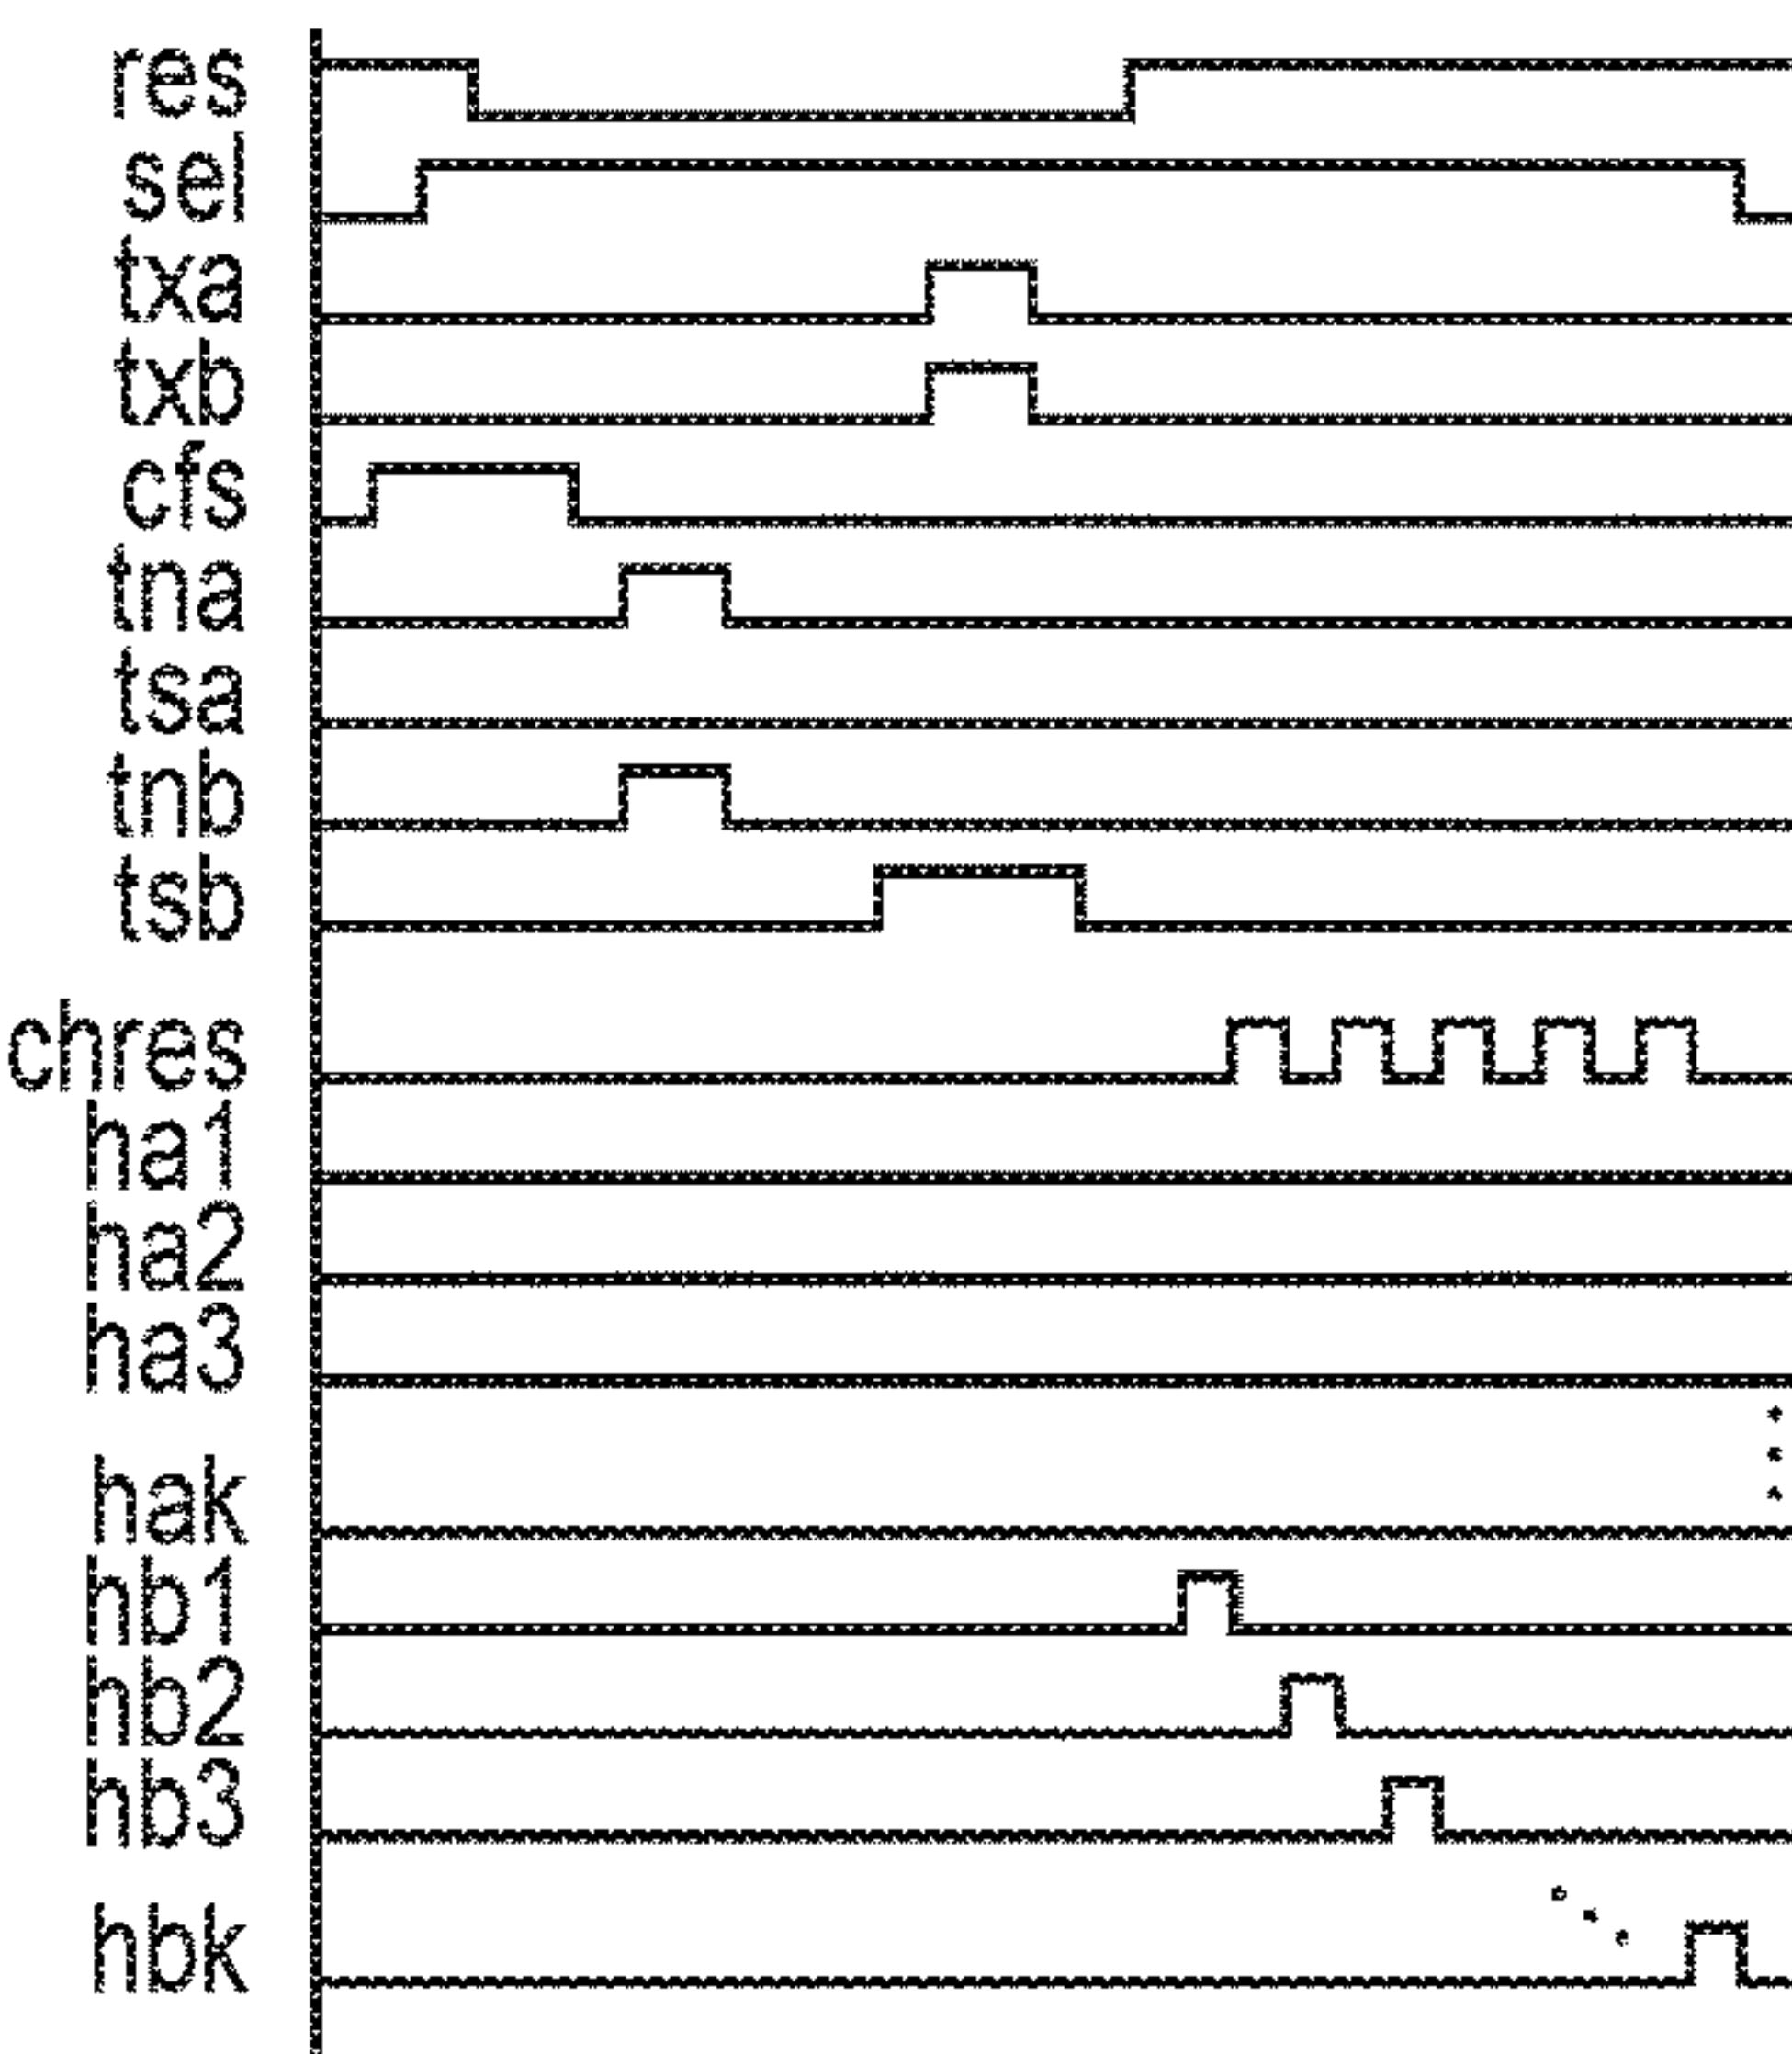 res
sel
txa
txb
cfs
tna
tsa
tnb
tsb
chres
ha1
ha2
ha3
hak
hb1
hb2
hb3
hbk